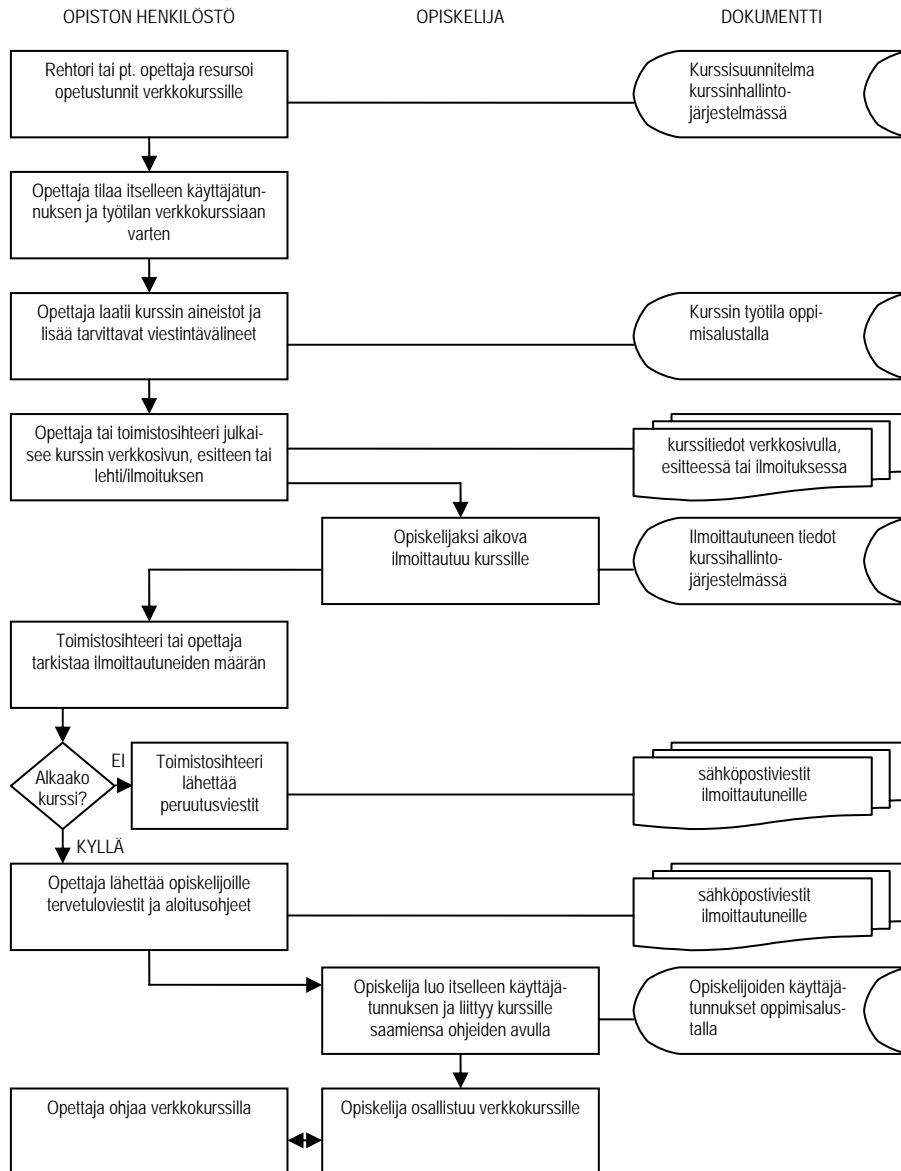 OPISTON HENKILÖSTÖ
OPISKELIJA
DOKUMENTTI
Rehtori tai pt. opettaja resursoi
opetustunnit verkkokurssille
Kurssisuunnitelma
kurssinhallinto-
järjestelmässä
Opettaja tilaa itselleen käyttäjätun-
nuksen ja työtilan verkkokurssiaan
varten
Opettaja laatii kurssin aineistot ja
lisää tarvittavat viestintävälineet
Kurssin työtila oppi-
misalustalla
Opettaja tai toimistosihteeri julkai-
see kurssin verkkosivun, esitteen tai
lehti/ilmoituksen
kurssitiedot verkkosivulla,
esitteessä tai ilmoituksessa
Opiskelijaksi aikova
ilmoittautuu kurssille
Ilmoittautuneen tiedot
kurssihallinto-
järjestelmässä
Toimistosihteeri tai opettaja
tarkistaa ilmoittautuneiden määrän
Alkaako
kurssi?
EI
Toimistosihteeri
lähettää
peruutusviestit
sähköpostiviestit
ilmoittautuneille
KYLLÄ
Opettaja lähettää opiskelijoille
tervetuloviestit ja aloitusohjeet
sähköpostiviestit
ilmoittautuneille
Opiskelija luo itselleen käyttäjä-
tunnuksen ja liittyy kurssille
saamiensa ohjeiden avulla
Opiskelijoiden käyttäjä-
tunnukset oppimisalus-
talla
Opettaja ohjaa verkkokurssilla
Opiskelija osallistuu verkkokurssille